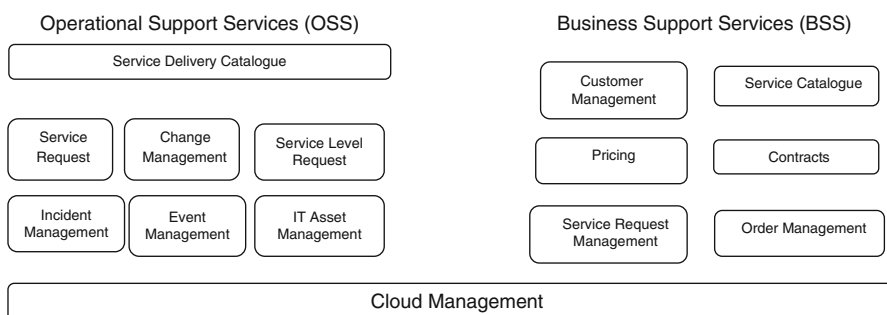 Operational Support Services (OSS)
Service Delivery Catalogue
Service
Request
Change
Management
Service Level
Request
Incident
Management
Event
Management
IT Asset
Management
Business Support Services (BSS)
Customer
Management
Service Catalogue
Pricing
Contracts
Service Request
Management
Order Management
Cloud Management